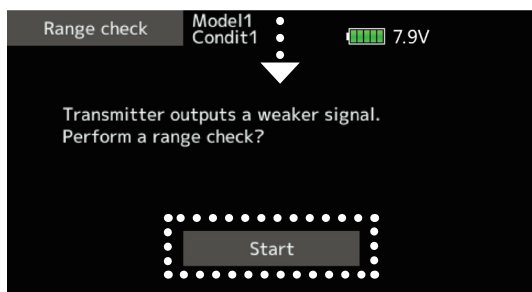 Range check
Model1
Condit1
7.9V
Transmitter outputs a weaker signal.
Perform a range check?
Start